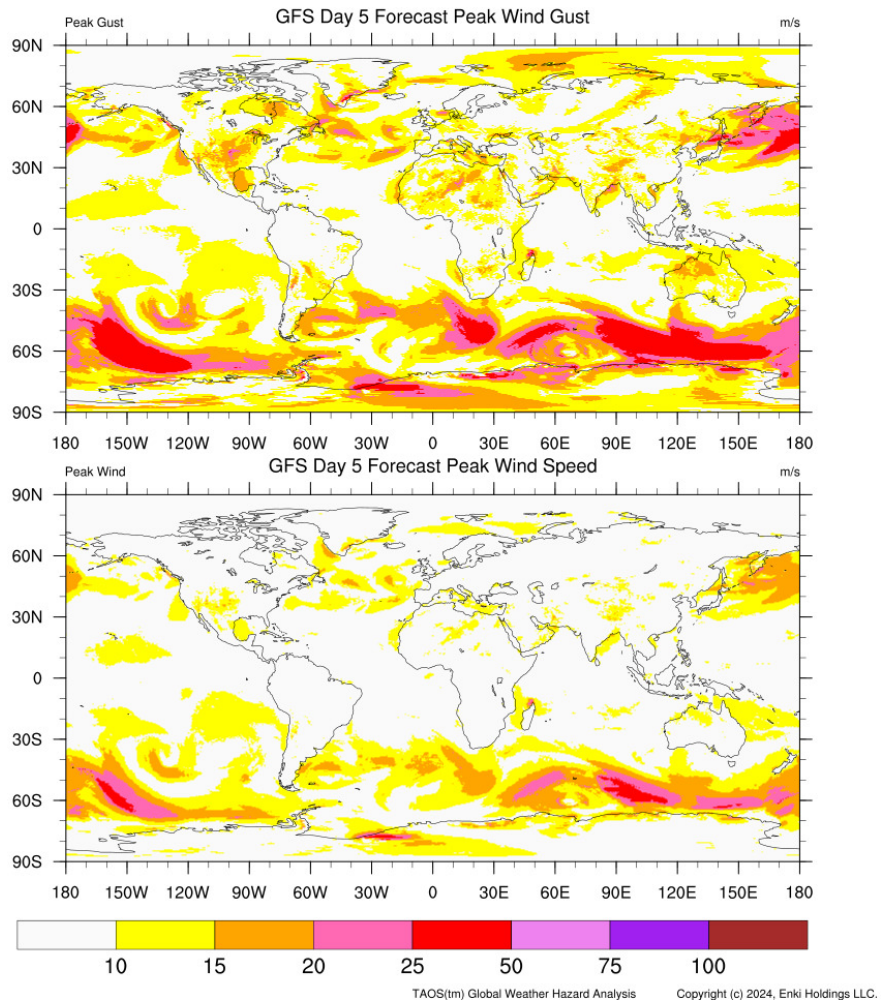 GFS Day 5 Forecast Peak Wind Gust
Peak Gust
m/s
90N
60N
30N
0
30S
60S
90S
180 150W 120W 90W 60W 30W 0 30E 60E 90E 120E 150E 180
GFS Day 5 Forecast Peak Wind Speed
Peak Wind
m/s
90N
60N
30N
0
30S
60S
90S
180 150W 120W 90W 60W 30W 0 30E 60E 90E 120E 150E 180
10 15 20 25 50 75 100
TAOS(tm) Global Weather Hazard Analysis Copyright (c) 2024, Enki Holdings LLC.